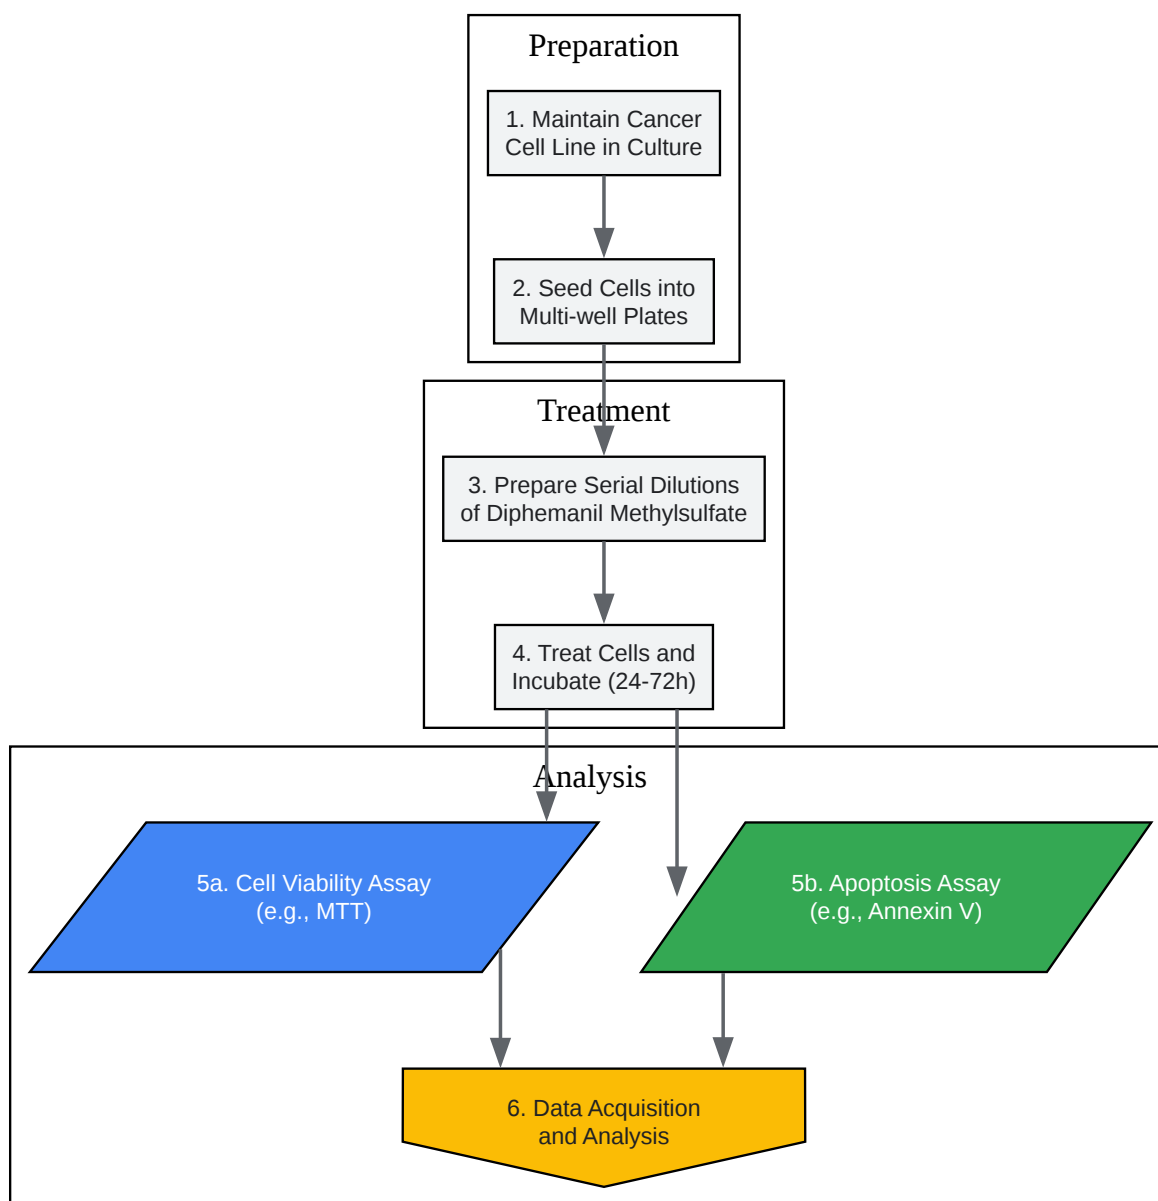 Preparation
1. Maintain Cancer
Cell Line in Culture
2. Seed Cells into
Multi-well Plates
Treatment
3. Prepare Serial Dilutions
of Diphemanil Methylsulfate
4. Treat Cells and
Incubate (24-72h)
Analysis
5a. Cell Viability Assay
(e.g., MTT)
5b. Apoptosis Assay
(e.g., Annexin V)
6. Data Acquisition
and Analysis